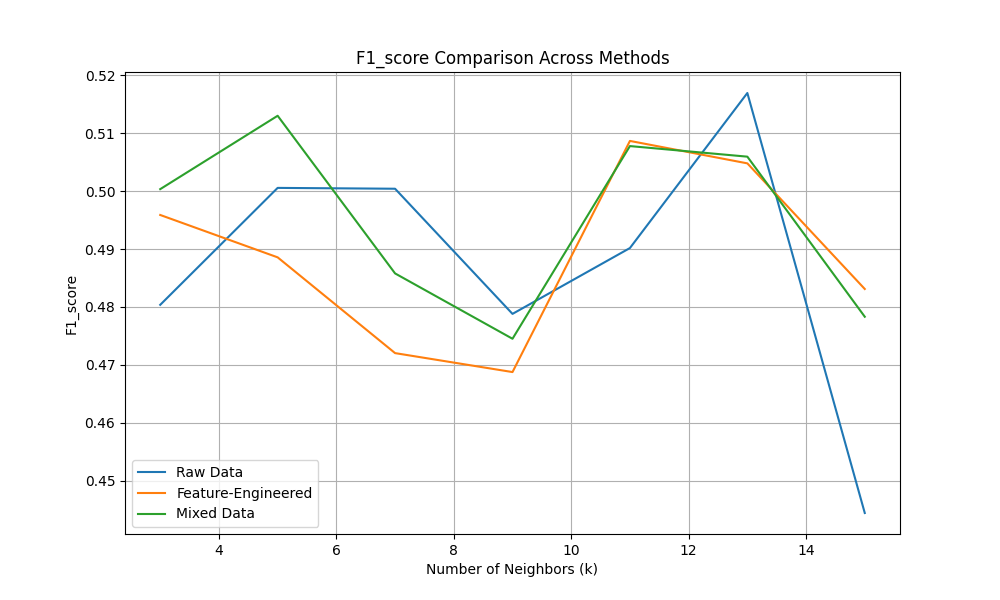 F1_score Comparison Across Methods
F1_score
0.52
0.51
0.50
0.49
0.48
0.47
0.46
0.45
Raw Data
Feature-Engineered
Mixed Data
4 6 8 10 12 14
Number of Neighbors (k)